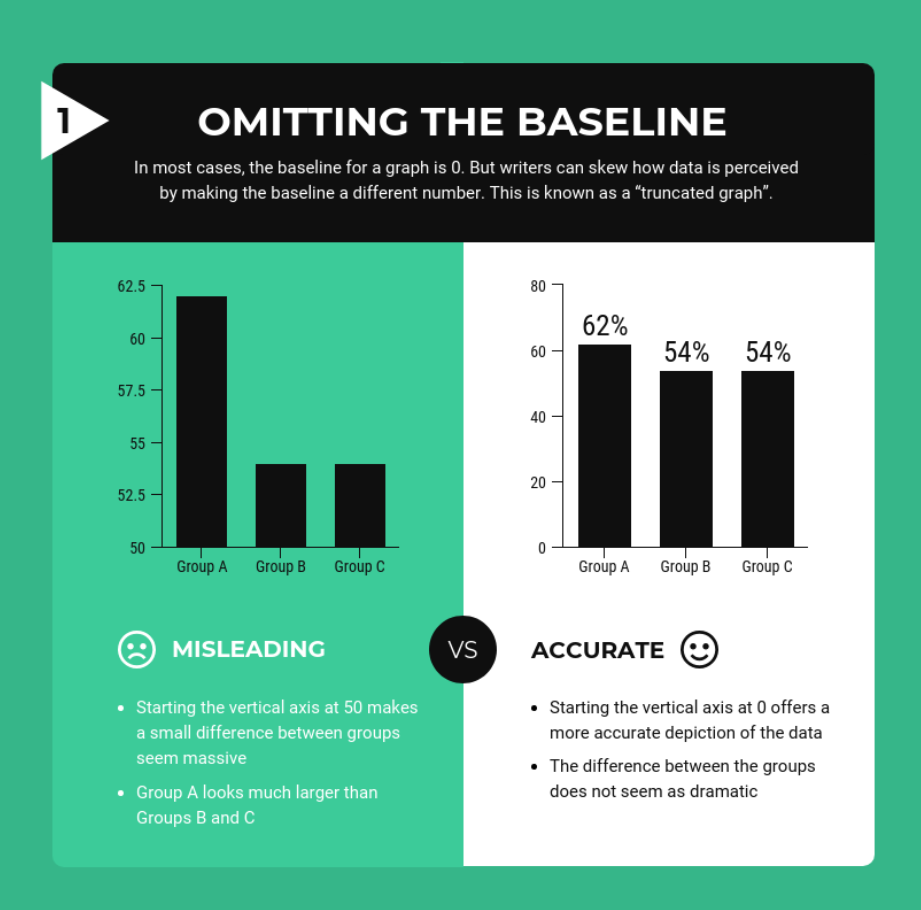 1
OMITTING THE BASELINE
In most cases, the baseline for a graph is 0. But writers can skew how data is perceived
by making the baseline a different number. This is known as a “truncated graph”.
62.5
60
57.5
55
52.5
50
Group A Group B Group C
80
60
40
20
0
62%
54%
54%
Group A Group B Group C
MISLEADING
VS
ACCURATE
• Starting the vertical axis at 50 makes
a small difference between groups
seem massive
• Group A looks much larger than
Groups B and C
• Starting the vertical axis at 0 offers a
more accurate depiction of the data
• The difference between the groups
does not seem as dramatic